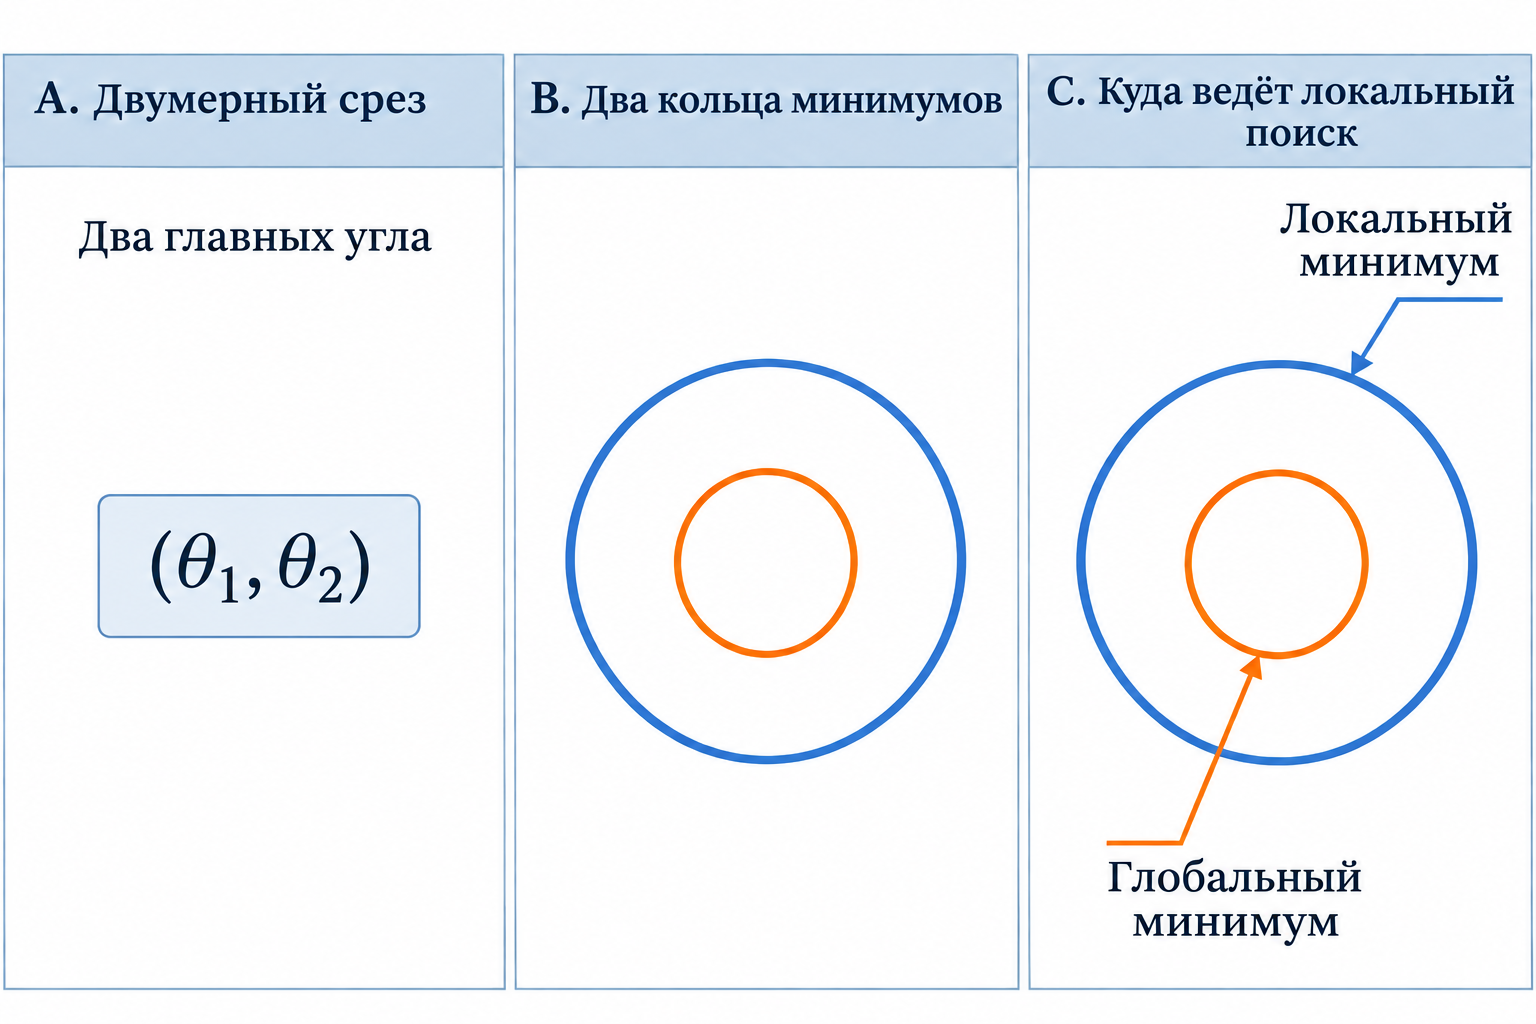 А. Двумерный срез
Два главных угла
(θ₁, θ₂)
В. Два кольца минимумов
С. Куда ведёт локальный
поиск
Локальный
минимум
Глобальный
минимум